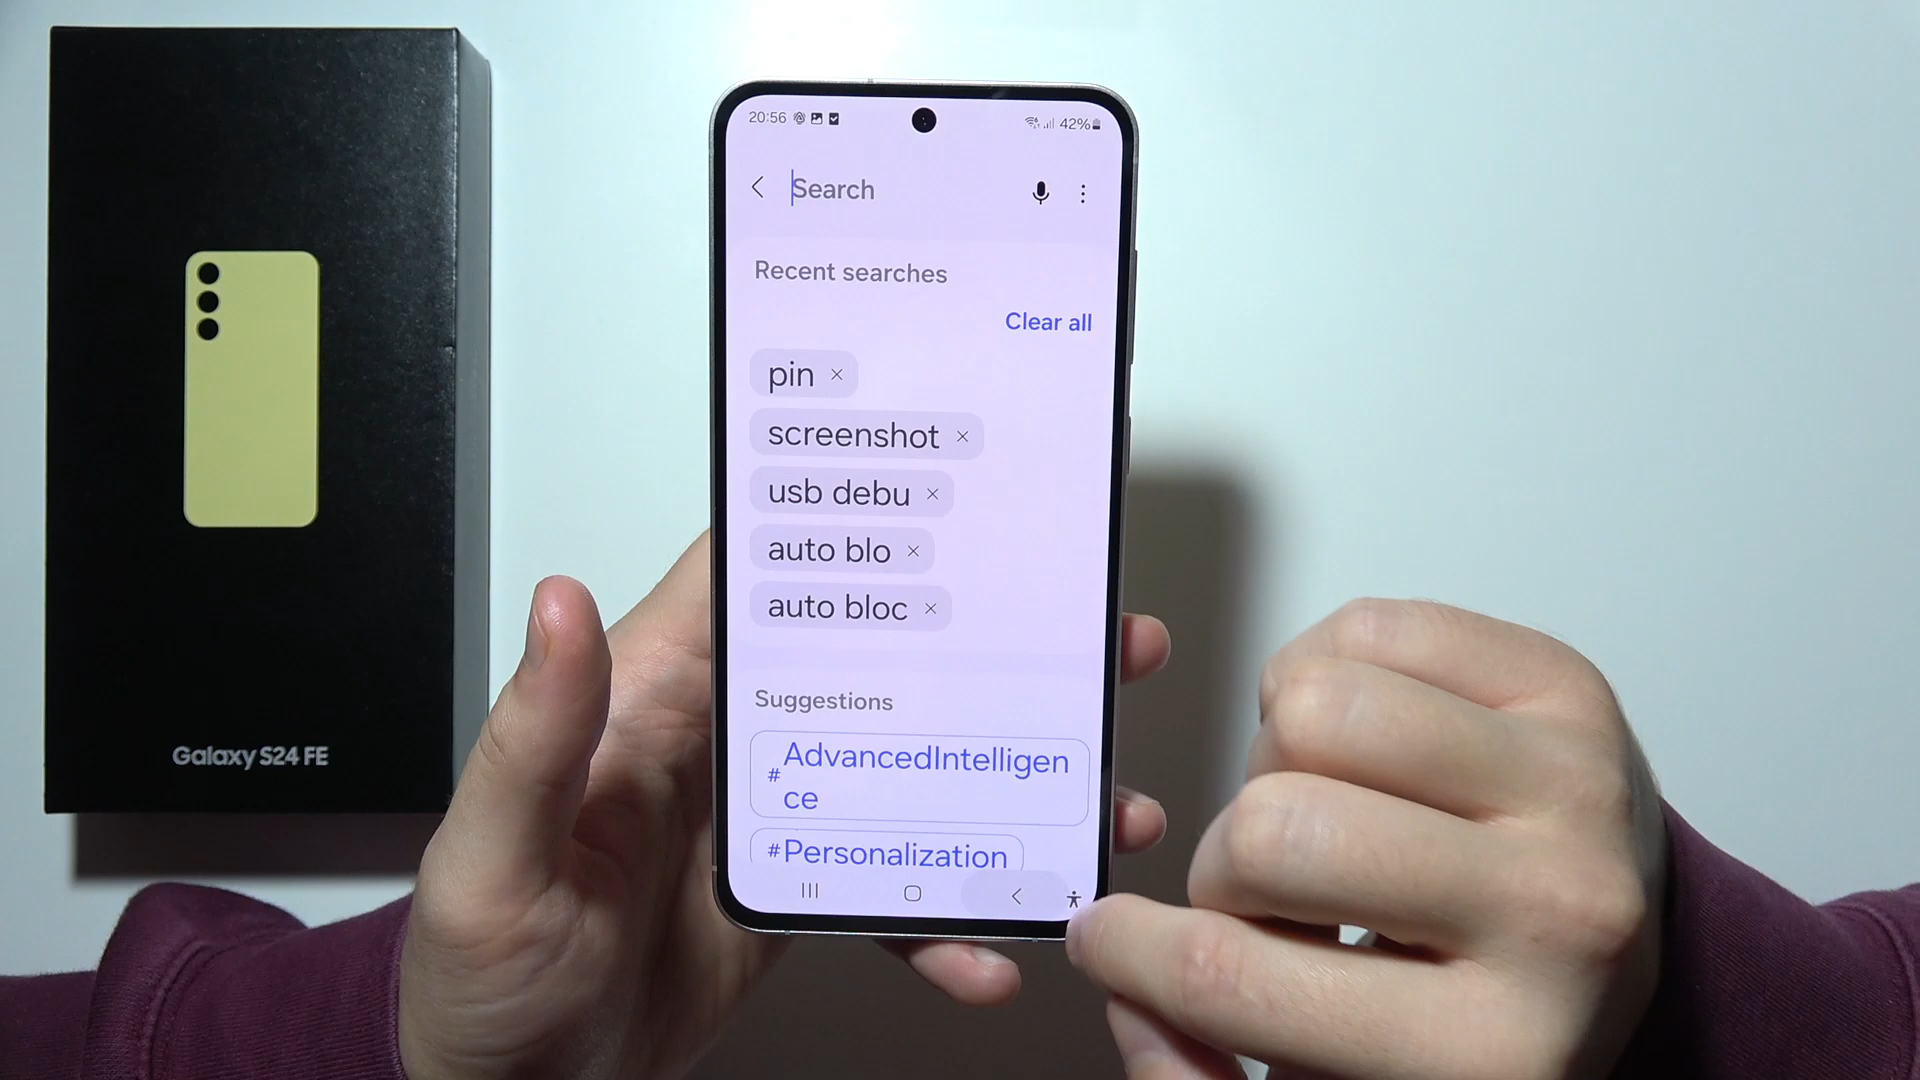 20:56
42%
Search
Recent searches
Clear all
pin
screenshot
usb debu
auto blo
auto bloc
Suggestions
#AdvancedIntelligen
ce
#Personalization
Galaxy S24 FE